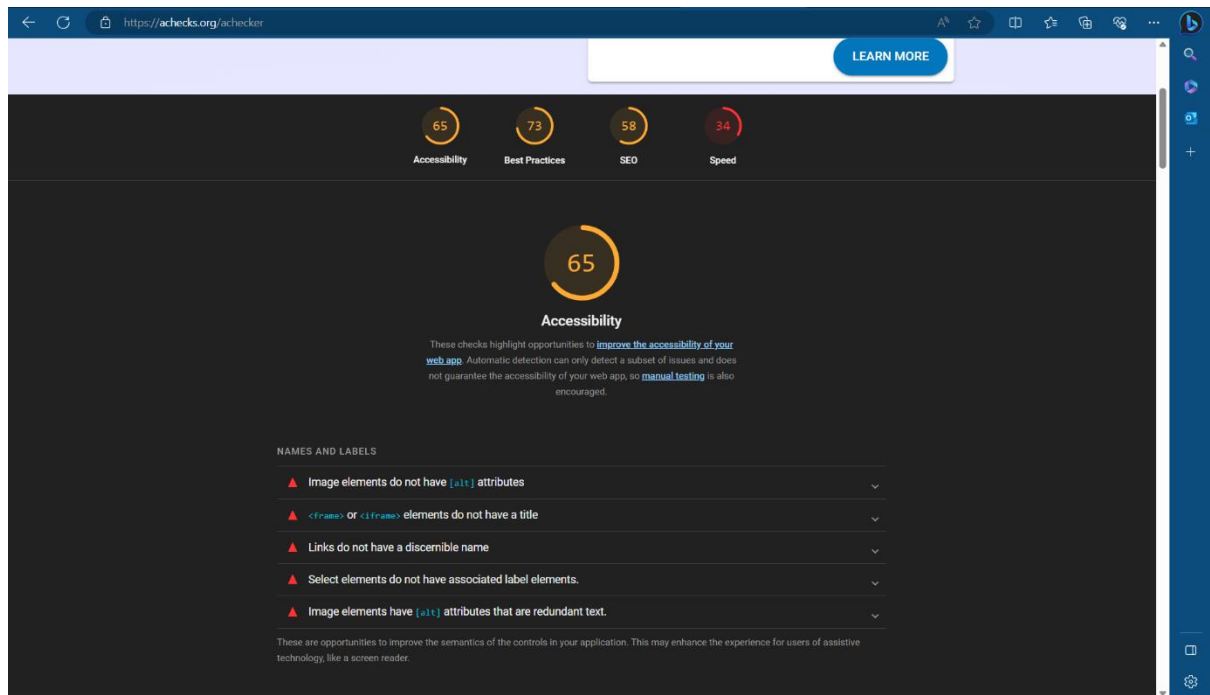 https://achecks.org/achecker
LEARN MORE
65 73 58 34
Accessibility Best Practices SEO Speed
65
Accessibility
These checks highlight opportunities to improve the accessibility of your
web app. Automatic detection can only detect a subset of issues and does
not guarantee the accessibility of your web app, so manual testing is also
encouraged.
NAMES AND LABELS
Image elements do not have [alt] attributes
<frame> or <iframe> elements do not have a title
Links do not have a discernible name
Select elements do not have associated label elements.
Image elements have [alt] attributes that are redundant text.
These are opportunities to improve the semantics of the controls in your application. This may enhance the experience for users of assistive
technology, like a screen reader.